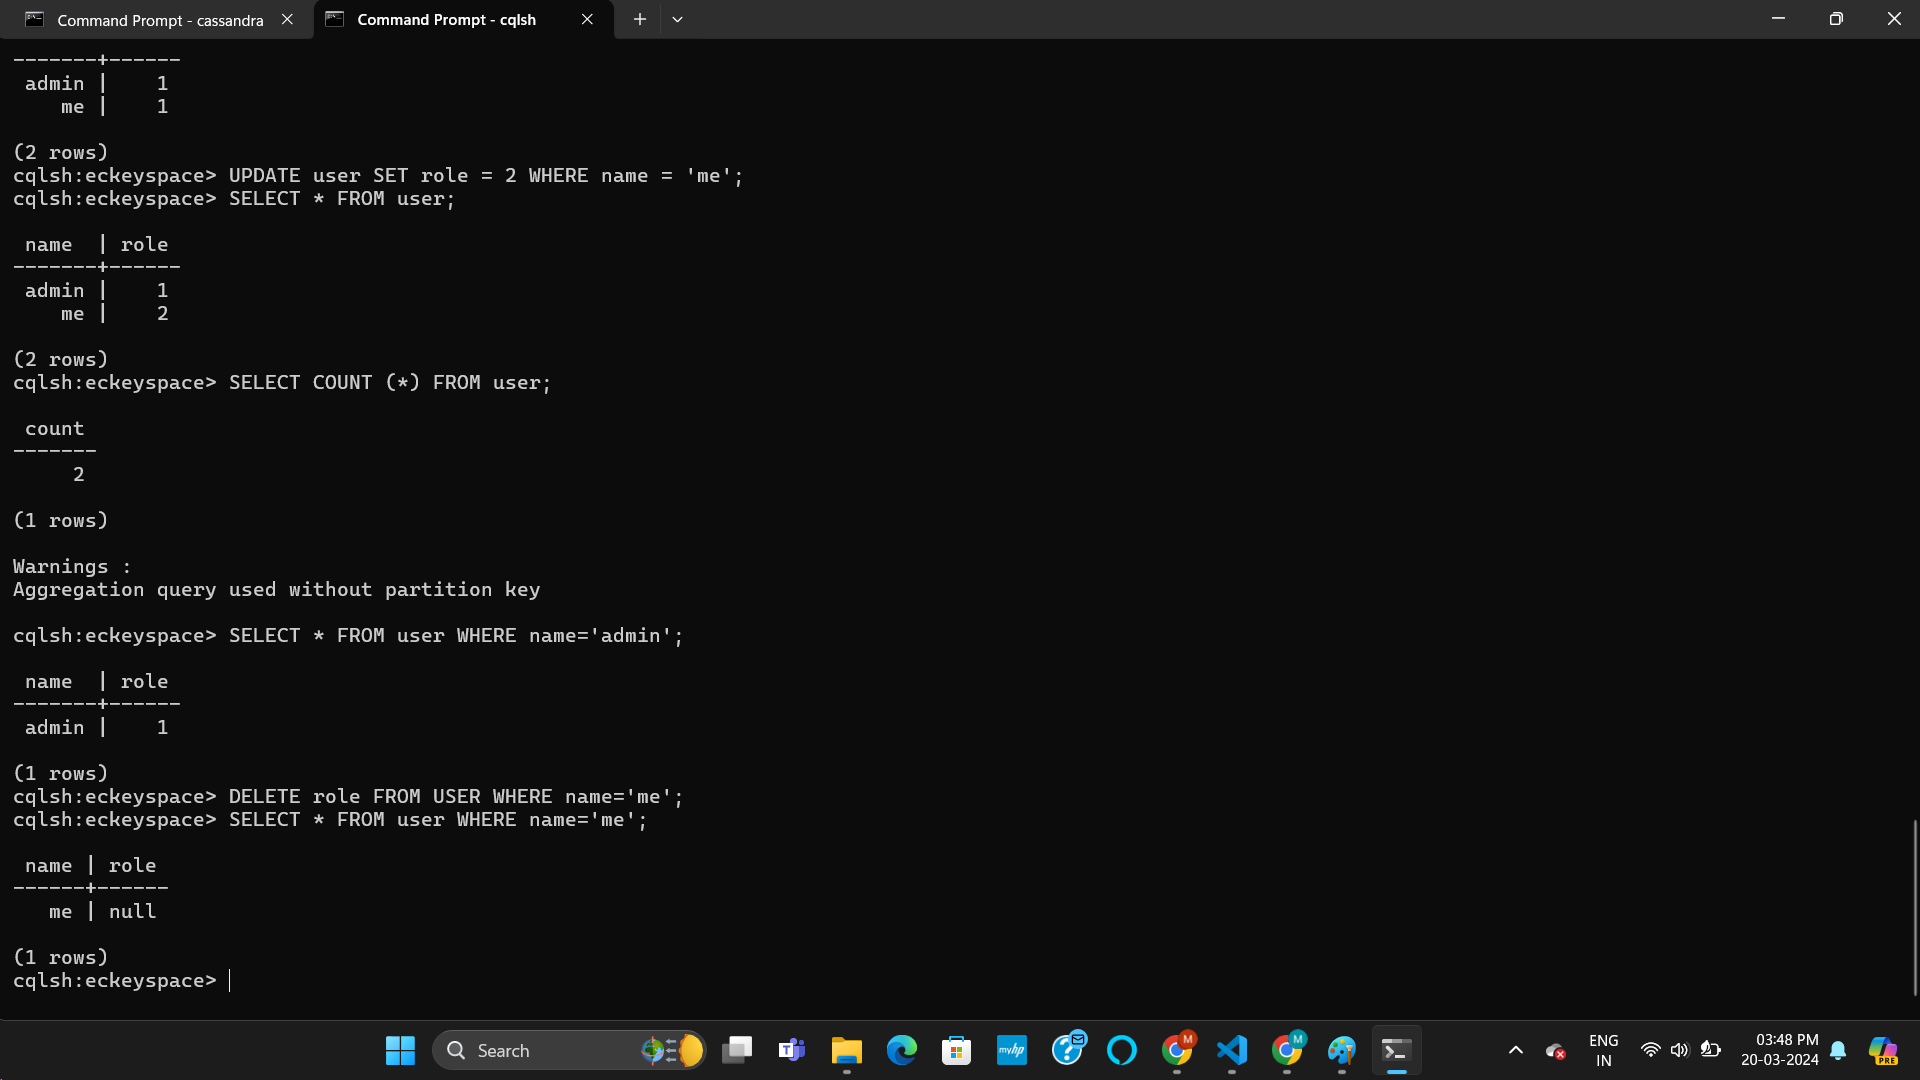 Command Prompt - cassandra
Command Prompt - cqlsh
-------+------
 admin |    1
    me |    1
(2 rows)
cqlsh:eckeyspace> UPDATE user SET role = 2 WHERE name = 'me';
cqlsh:eckeyspace> SELECT * FROM user;
 name  | role
-------+------
 admin |    1
    me |    2
(2 rows)
cqlsh:eckeyspace> SELECT COUNT (*) FROM user;
 count
-------
     2
(1 rows)
Warnings :
Aggregation query used without partition key
cqlsh:eckeyspace> SELECT * FROM user WHERE name='admin';
 name  | role
-------+------
 admin |    1
(1 rows)
cqlsh:eckeyspace> DELETE role FROM USER WHERE name='me';
cqlsh:eckeyspace> SELECT * FROM user WHERE name='me';
 name | role
------+------
   me | null
(1 rows)
cqlsh:eckeyspace>
Search
T
myhp
?
M
M
ENG
IN
03:48 PM
20-03-2024
PRE